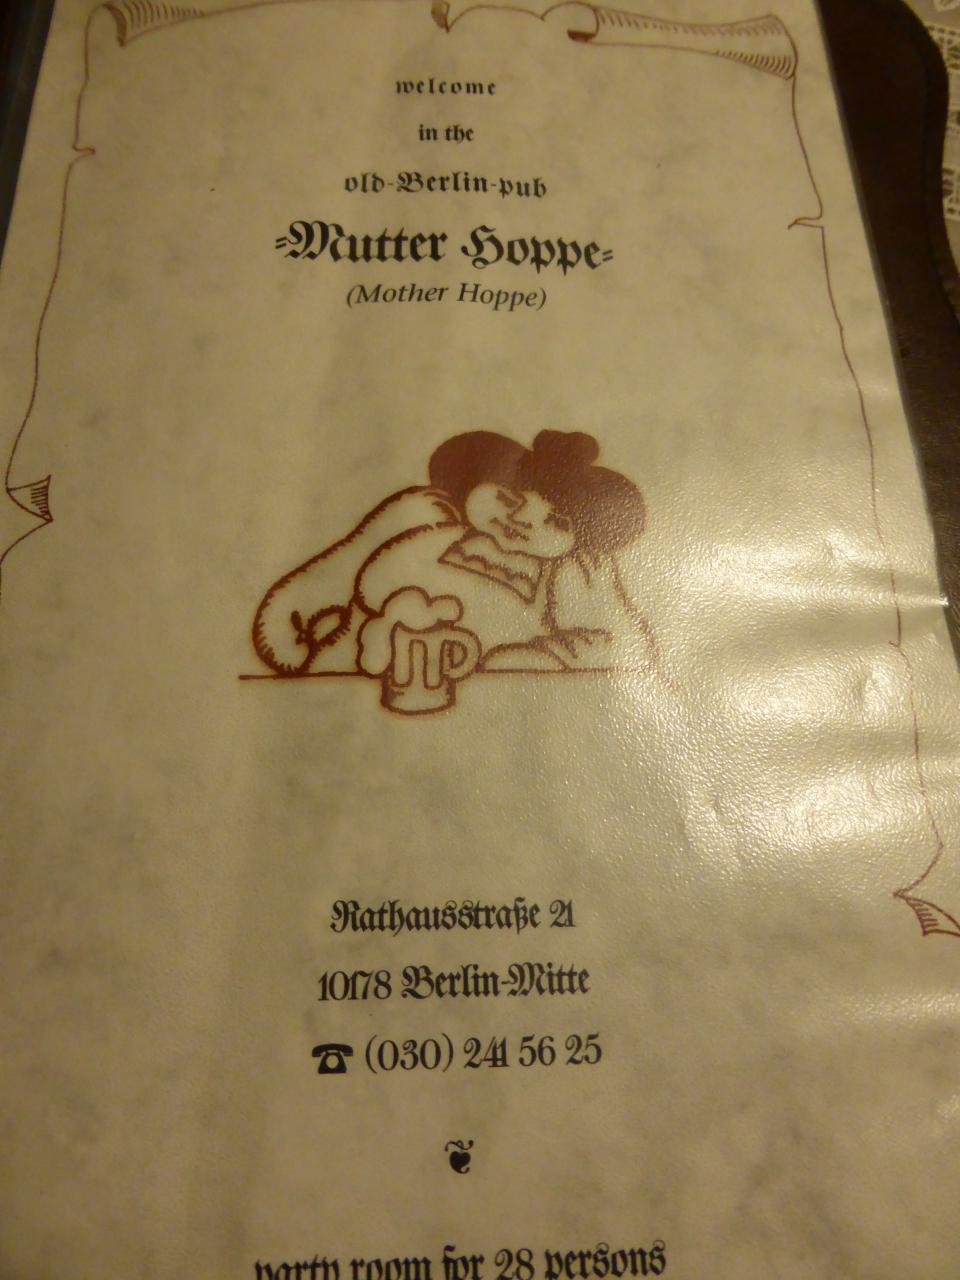 welcome
in the
old-Berlin-pub
=Mutter Hoppe=
(Mother Hoppe)
Rathausstraße 21
10178 Berlin-Mitte
☎ (030) 241 56 25
party room for 28 persons